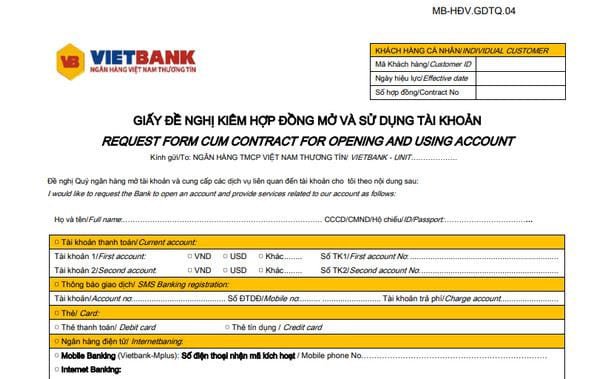 MB-HĐV.GDTQ.04
VB
VIETBANK
NGÂN HÀNG VIỆT NAM THƯƠNG TÍN
KHÁCH HÀNG CÁ NHÂN/INDIVIDUAL CUSTOMER
Mã Khách hàng/Customer ID
Ngày hiệu lực/Effective date
Số hợp đồng/Contract No
GIẤY ĐỀ NGHỊ KIÊM HỢP ĐỒNG MỞ VÀ SỬ DỤNG TÀI KHOẢN
REQUEST FORM CUM CONTRACT FOR OPENING AND USING ACCOUNT
Kính gửi/To: NGÂN HÀNG TMCP VIỆT NAM THƯƠNG TÍN/ VIETBANK - UNIT...................
Đề nghị Quý ngân hàng mở tài khoản và cung cấp các dịch vụ liên quan đến tài khoản cho tôi theo nội dung sau:
I would like to request the Bank to open an account and provide services related to our account as follows:
Họ và tên/Full name:.................................................. CCCD/CMND/Hộ chiếu/ID/Passport:..............................
□ Tài khoản thanh toán/Current account:
Tài khoản 1/First account: □ VND □ USD □ Khác....... Số TK1/First account No:..................................................
Tài khoản 2/Second account: □ VND □ USD □ Khác....... Số TK2/Second account No:..................................................
□ Thông báo giao dịch/ SMS Banking registration:
Tài khoản/Account no.................... Số ĐTDĐ/Mobile no......... Tài khoản trả phí/Charge account....................
□ Thẻ/ Card:
□ Thẻ thanh toán/ Debit card □ Thẻ tín dụng / Credit card
□ Ngân hàng điện tử/ Internetbanking:
□ Mobile Banking (Vietbank-Mplus): Số điện thoại nhận mã kích hoạt / Mobile phone No..................................................
□ Internet Banking: